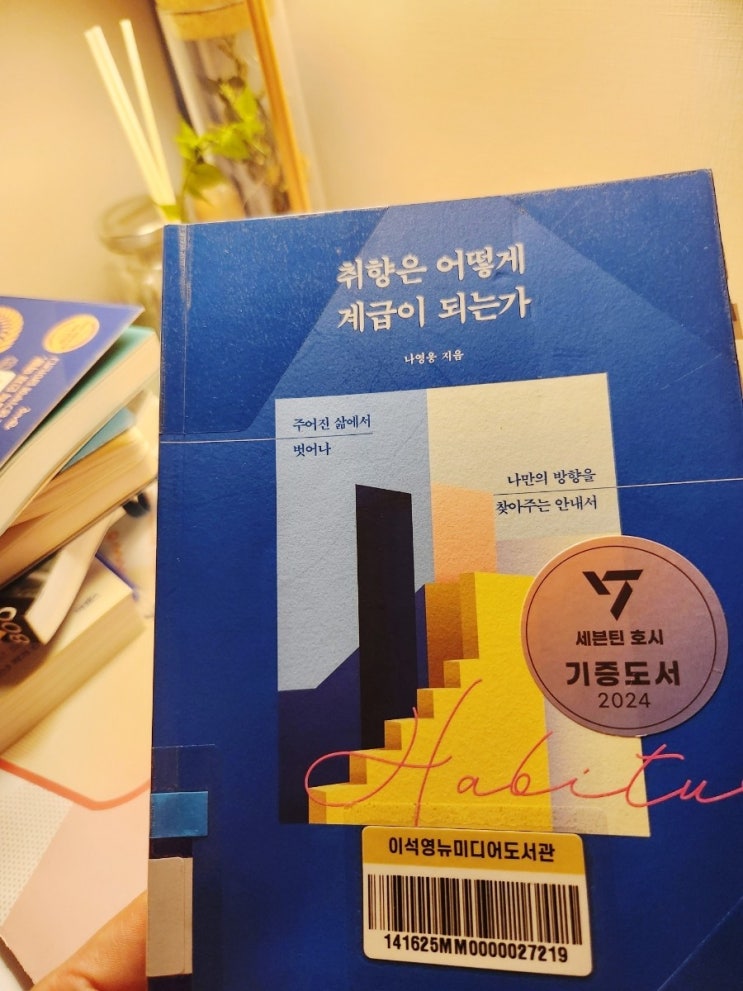 취향은 어떻게
계급이 되는가
나영웅 지음
주어진 삶에서
벗어나
나만의 방향을
찾아주는 안내서
세븐틴 호시
기증도서
2024
Habitu
이석영뉴미디어도서관
141625MM0000027219